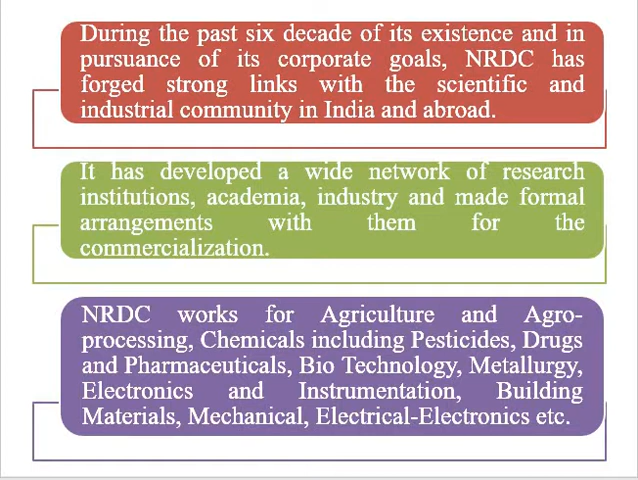 During the past six decade of its existence and in
pursuance of its corporate goals, NRDC has
forged strong links with the scientific and
industrial community in India and abroad.
It has developed a wide network of research
institutions, academia, industry and made formal
arrangements with them for the
commercialization.
NRDC works for Agriculture and Agro-
processing, Chemicals including Pesticides, Drugs
and Pharmaceuticals, Bio Technology, Metallurgy,
Electronics and Instrumentation, Building
Materials, Mechanical, Electrical-Electronics etc.